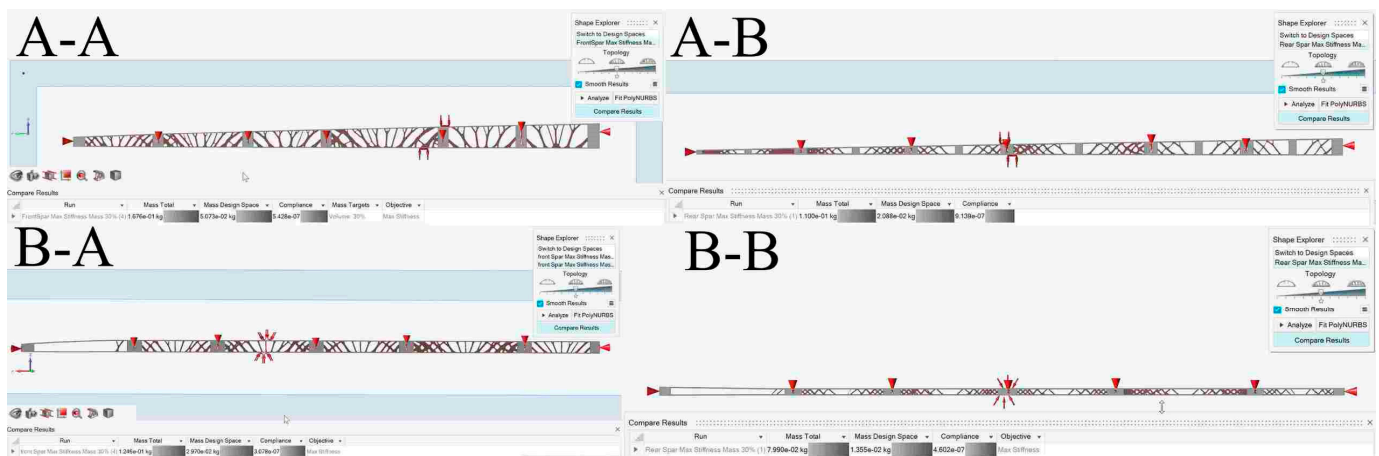 A-A
Shape Explorer
Switch to Design Spaces
FrontSpar Max Stiffness Ma...
Topology
Smooth Results
Analyze Fit PolyNURBS
Compare Results
Compare Results
Run Mass Total Mass Design Space Compliance Mass Targets Objective
FrontSpar Max Stiffness Mass 30% (4) 1.676e-01 kg 5.073e-02 kg 5.428e-07 Volume: 30% Max Stiffness
A-B
Shape Explorer
Switch to Design Spaces
Rear Spar Max Stiffness Ma...
Topology
Smooth Results
Analyze Fit PolyNURBS
Compare Results
Compare Results
Run Mass Total Mass Design Space Compliance
Rear Spar Max Stiffness Mass 30% (1) 1.100e-01 kg 2.088e-02 kg 9.139e-07
B-A
Shape Explorer
Switch to Design Spaces
front Spar Max Stiffness Mas...
front Spar Max Stiffness Mas...
Topology
Smooth Results
Analyze Fit PolyNURBS
Compare Results
Compare Results
Run Mass Total Mass Design Space Compliance Objective
front Spar Max Stiffness Mass 30% (4) 1.246e-01 kg 2.970e-02 kg 3.078e-07 Max Stiffness
B-B
Shape Explorer
Switch to Design Spaces
Rear Spar Max Stiffness Ma...
Topology
Smooth Results
Analyze Fit PolyNURBS
Compare Results
Compare Results
Run Mass Total Mass Design Space Compliance Objective
Rear Spar Max Stiffness Mass 30% (1) 7.990e-02 kg 1.355e-02 kg 4.602e-07 Max Stiffness